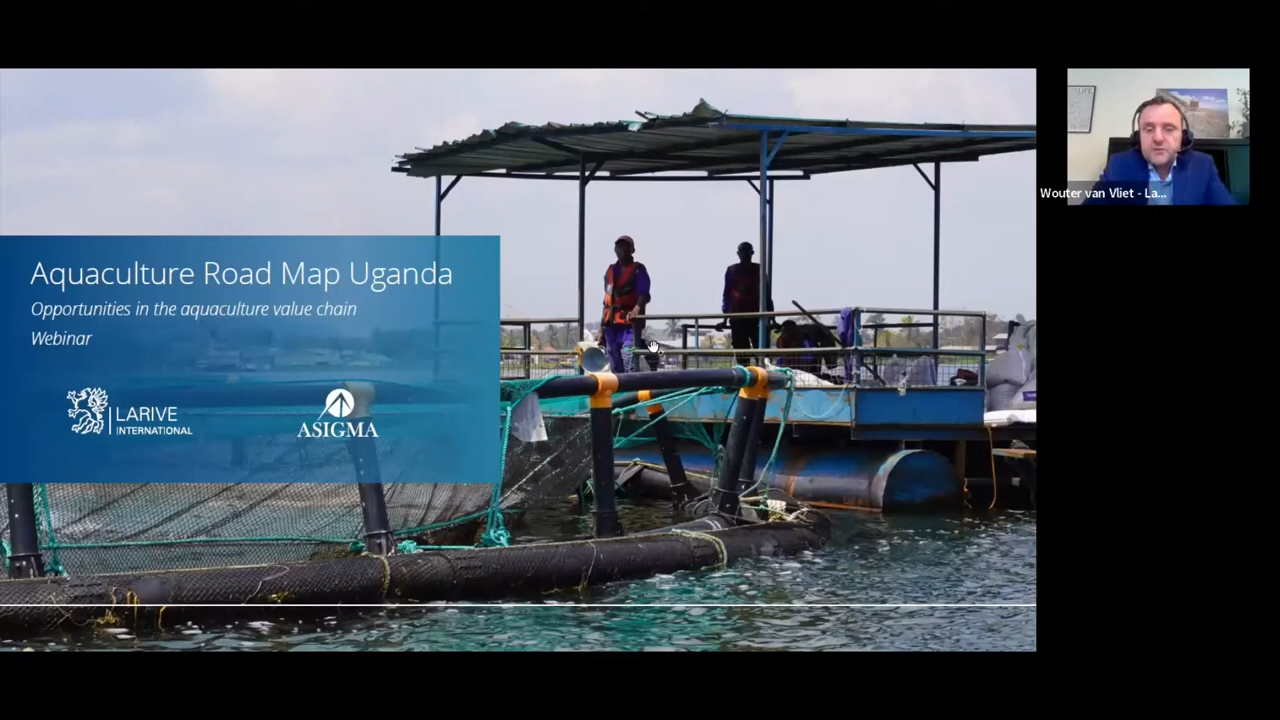 Aquaculture Road Map Uganda
Opportunities in the aquaculture value chain
Webinar
LARIVE
INTERNATIONAL
ASIGMA
Wouter van Vliet - La...